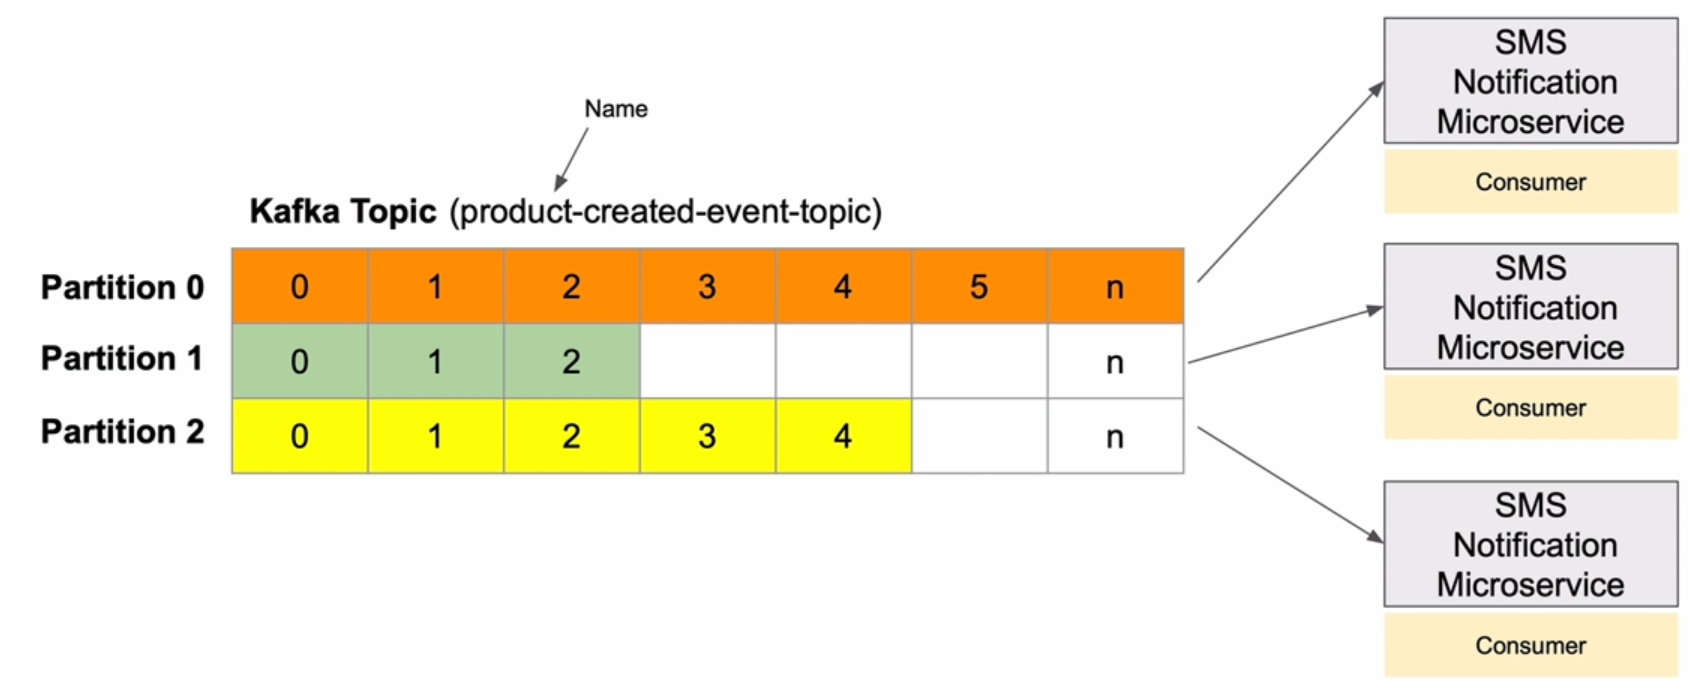 Name
Kafka Topic (product-created-event-topic)
Partition 0 0 1 2 3 4 5 n
Partition 1 0 1 2 n
Partition 2 0 1 2 3 4 n
SMS
Notification
Microservice
Consumer
SMS
Notification
Microservice
Consumer
SMS
Notification
Microservice
Consumer